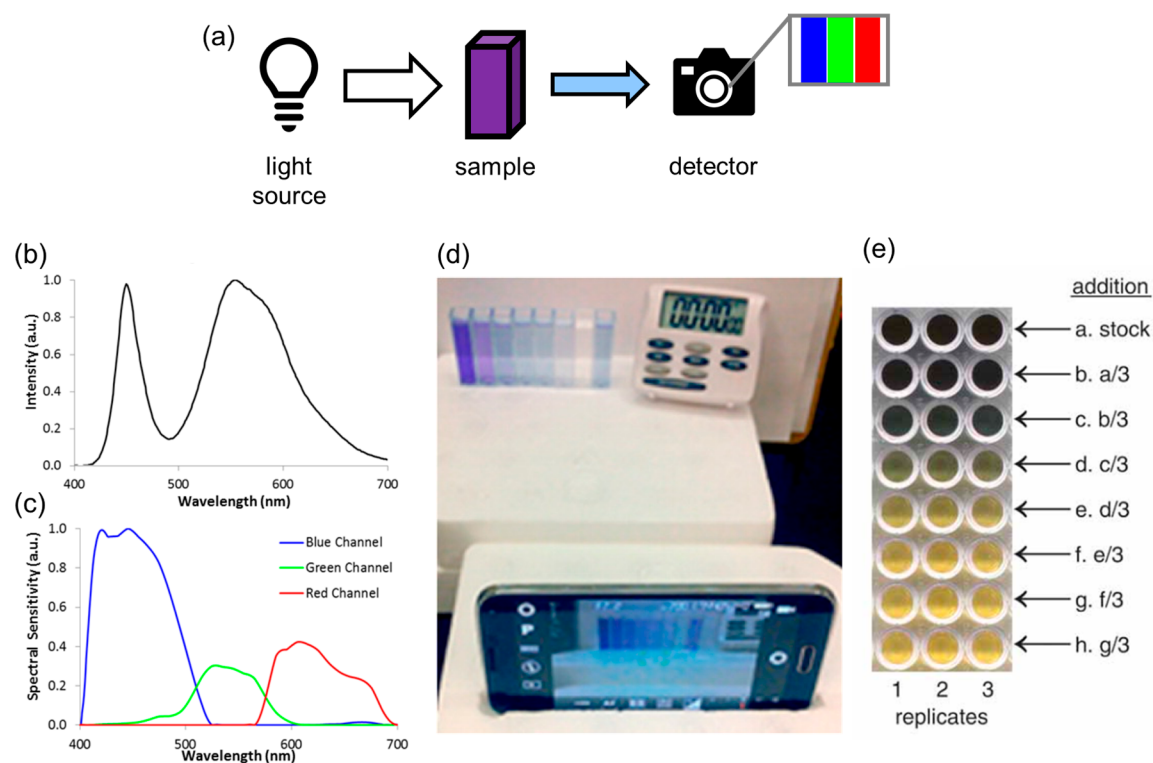 (a)
light
source
sample
detector
(b)
Intensity (a.u.)
1.0
0.8
0.6
0.4
0.2
0.0
400
500
600
700
Wavelength (nm)
(c)
Spectral Sensitivity (a.u.)
1.0
0.8
0.6
0.4
0.2
0.0
Blue Channel
Green Channel
Red Channel
400
500
600
700
Wavelength (nm)
(d)
P
(e)
addition
a. stock
b. a/3
c. b/3
d. c/3
e. d/3
f. e/3
g. f/3
h. g/3
1 2 3
replicates